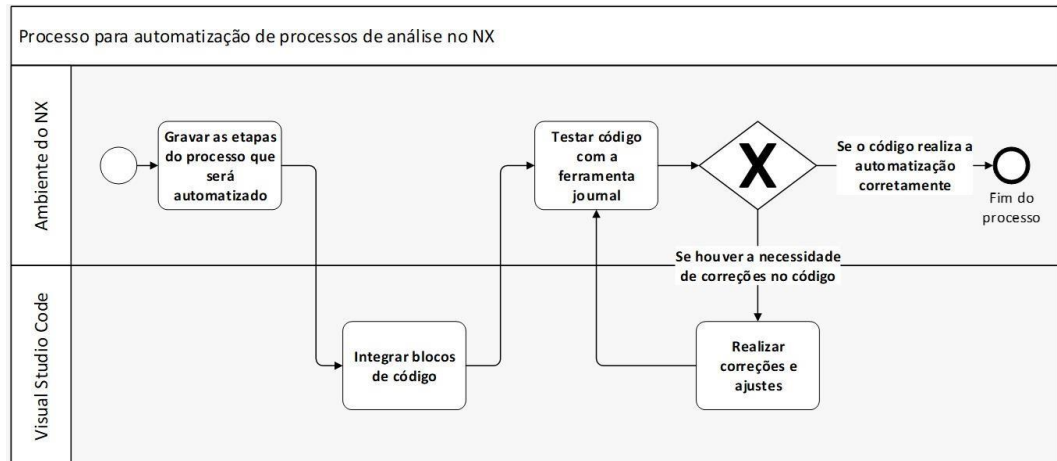 Processo para automatização de processos de análise no NX
Ambiente do NX
Gravar as etapas
do processo que
será
automatizado
Testar código
com a
ferramenta
journal
X
Se o código realiza a
automatização
corretamente
Fim do
processo
Se houver a necessidade
de correções no código
Visual Studio Code
Integrar blocos
de código
Realizar
correções e
ajustes